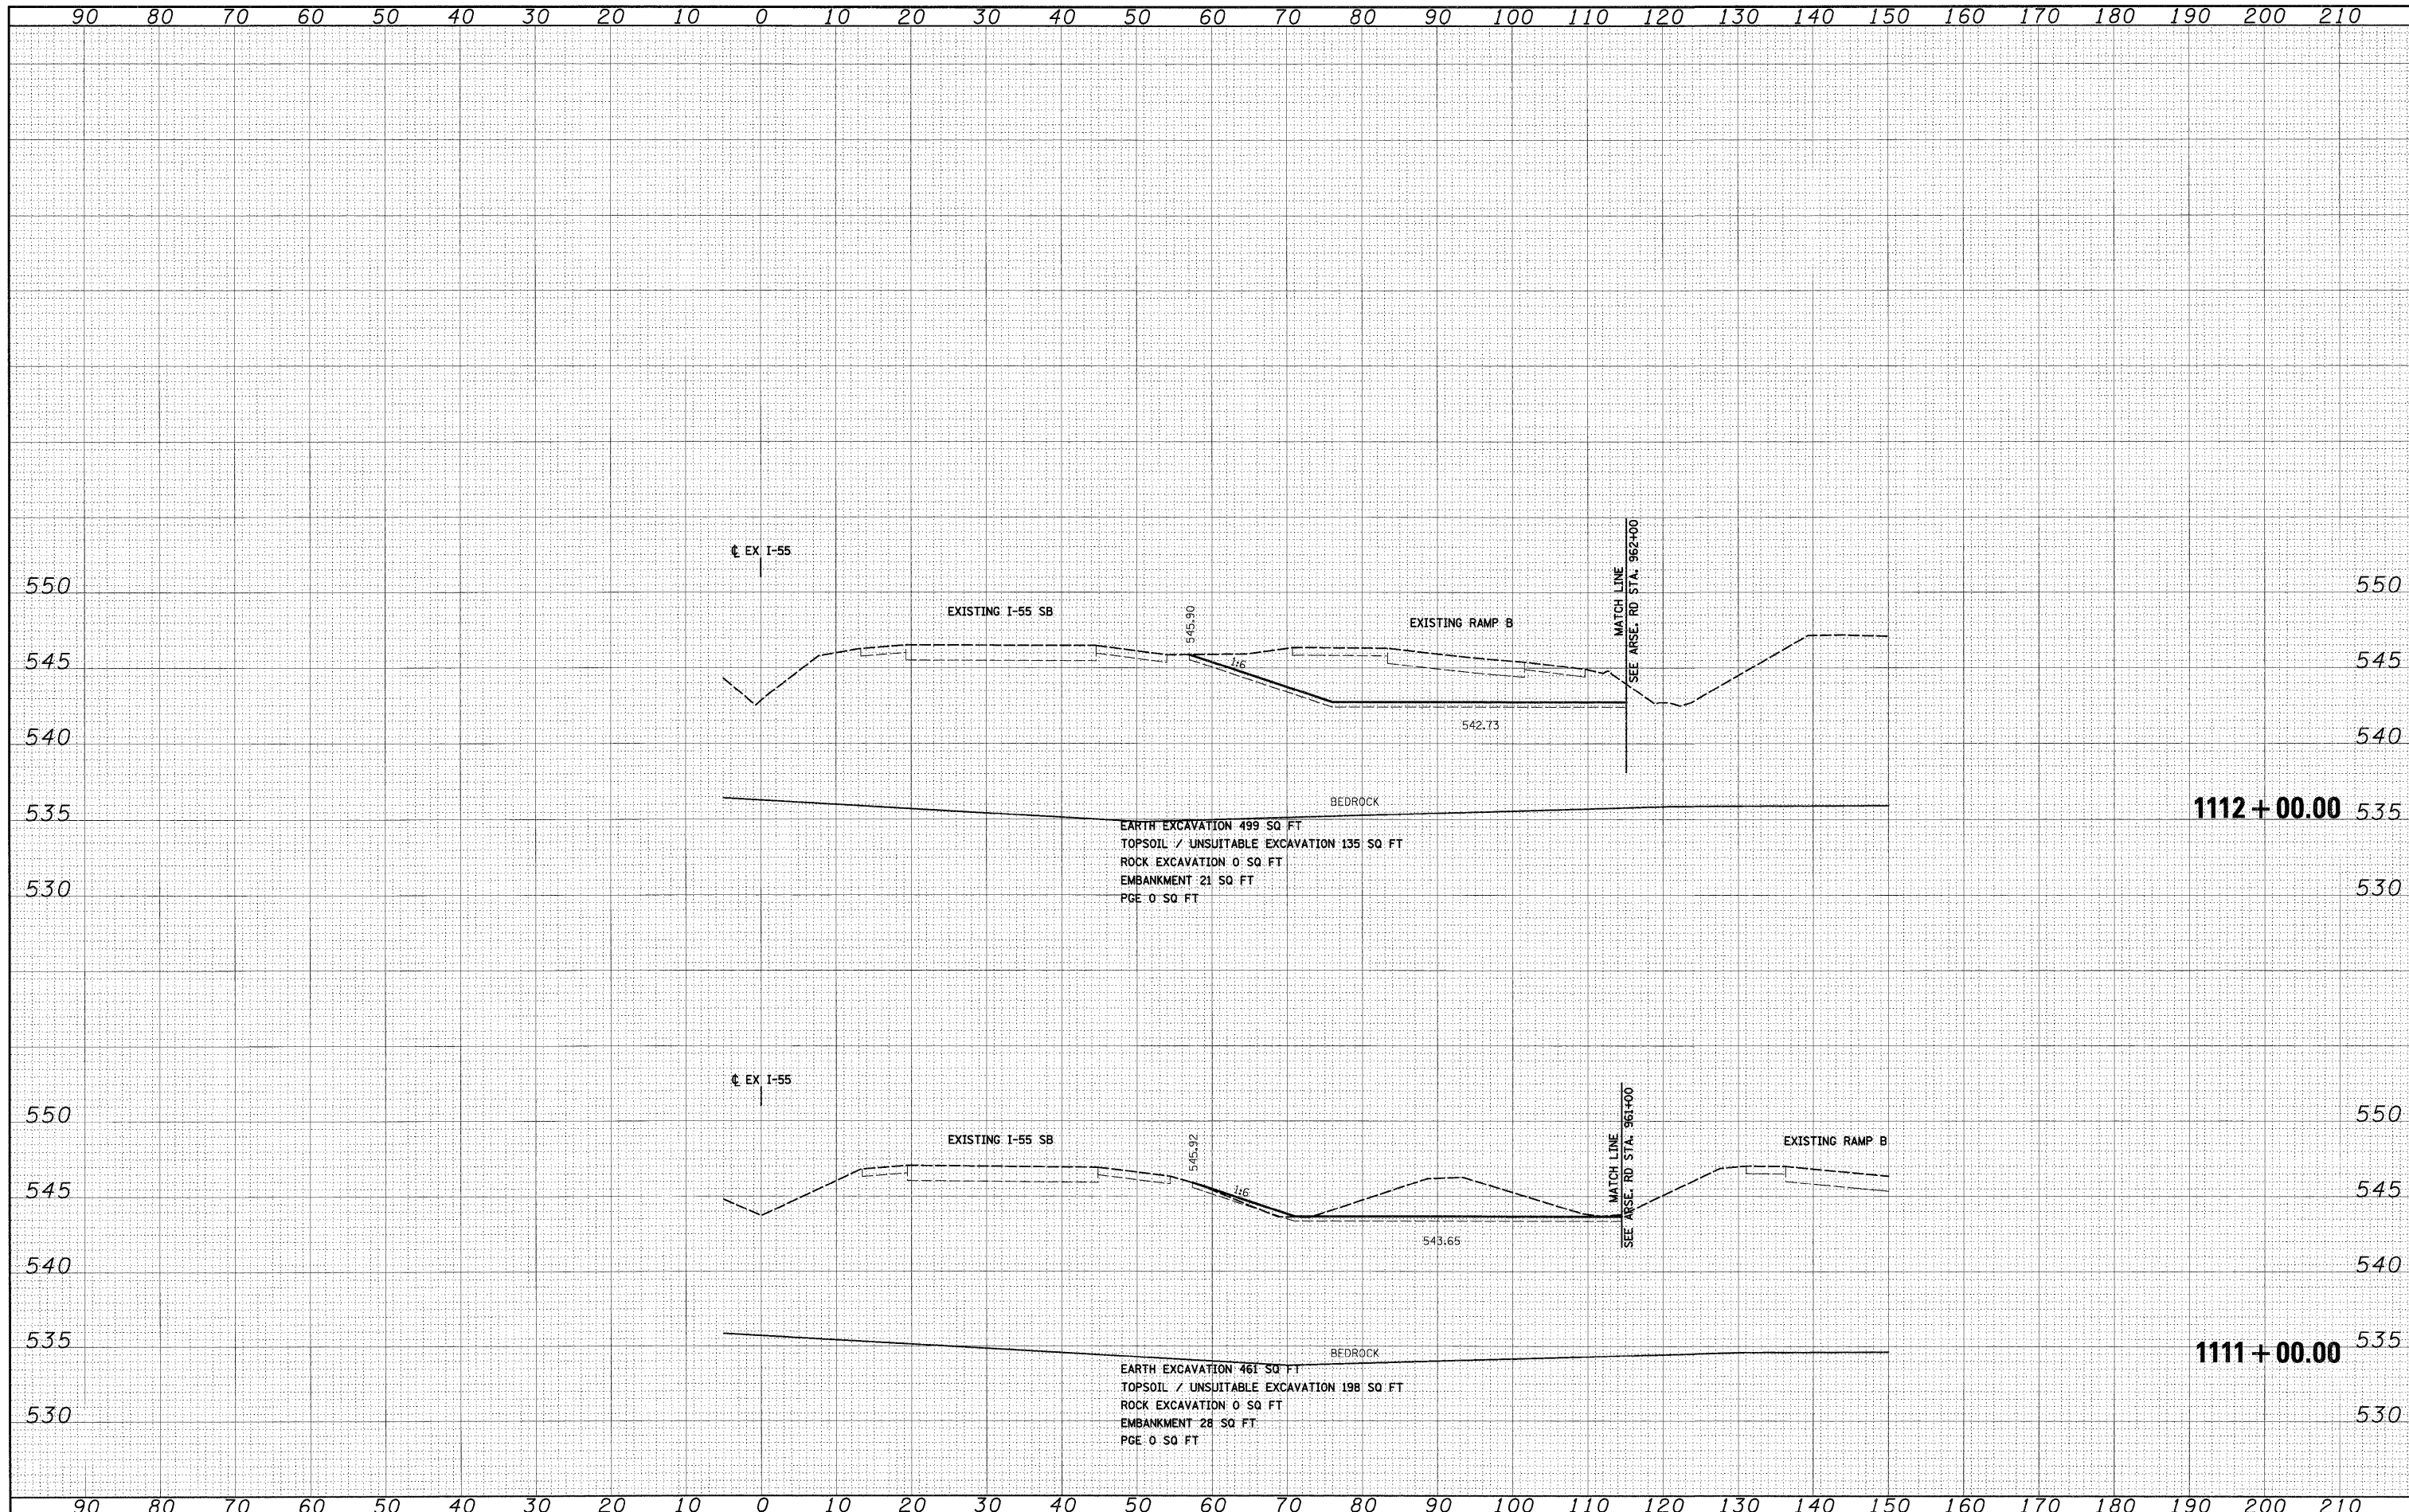 90 80 70 60 50 40 30 20 10 0 10 20 30 40 50 60 70 80 90 100 110 120 130 140 150 160 170 180 190 200 210
℄ EX I-55
550 550
EXISTING I-55 SB
545.90
EXISTING RAMP B
MATCH LINE
SEE ARSE. RD STA. 962+00
545 545
1:6
542.73
540 540
BEDROCK
535 1112+00.00 535
EARTH EXCAVATION 499 SQ FT
TOPSOIL / UNSUITABLE EXCAVATION 135 SQ FT
ROCK EXCAVATION 0 SQ FT
EMBANKMENT 21 SQ FT
PGE 0 SQ FT
530 530
℄ EX I-55
550 550
EXISTING I-55 SB
545.92
MATCH LINE
SEE ARSE. RD STA. 961+00
EXISTING RAMP B
545 545
1:6
543.65
540 540
BEDROCK
535 1111+00.00 535
EARTH EXCAVATION 461 SQ FT
TOPSOIL / UNSUITABLE EXCAVATION 198 SQ FT
ROCK EXCAVATION 0 SQ FT
EMBANKMENT 28 SQ FT
PGE 0 SQ FT
530 530
90 80 70 60 50 40 30 20 10 0 10 20 30 40 50 60 70 80 90 100 110 120 130 140 150 160 170 180 190 200 210